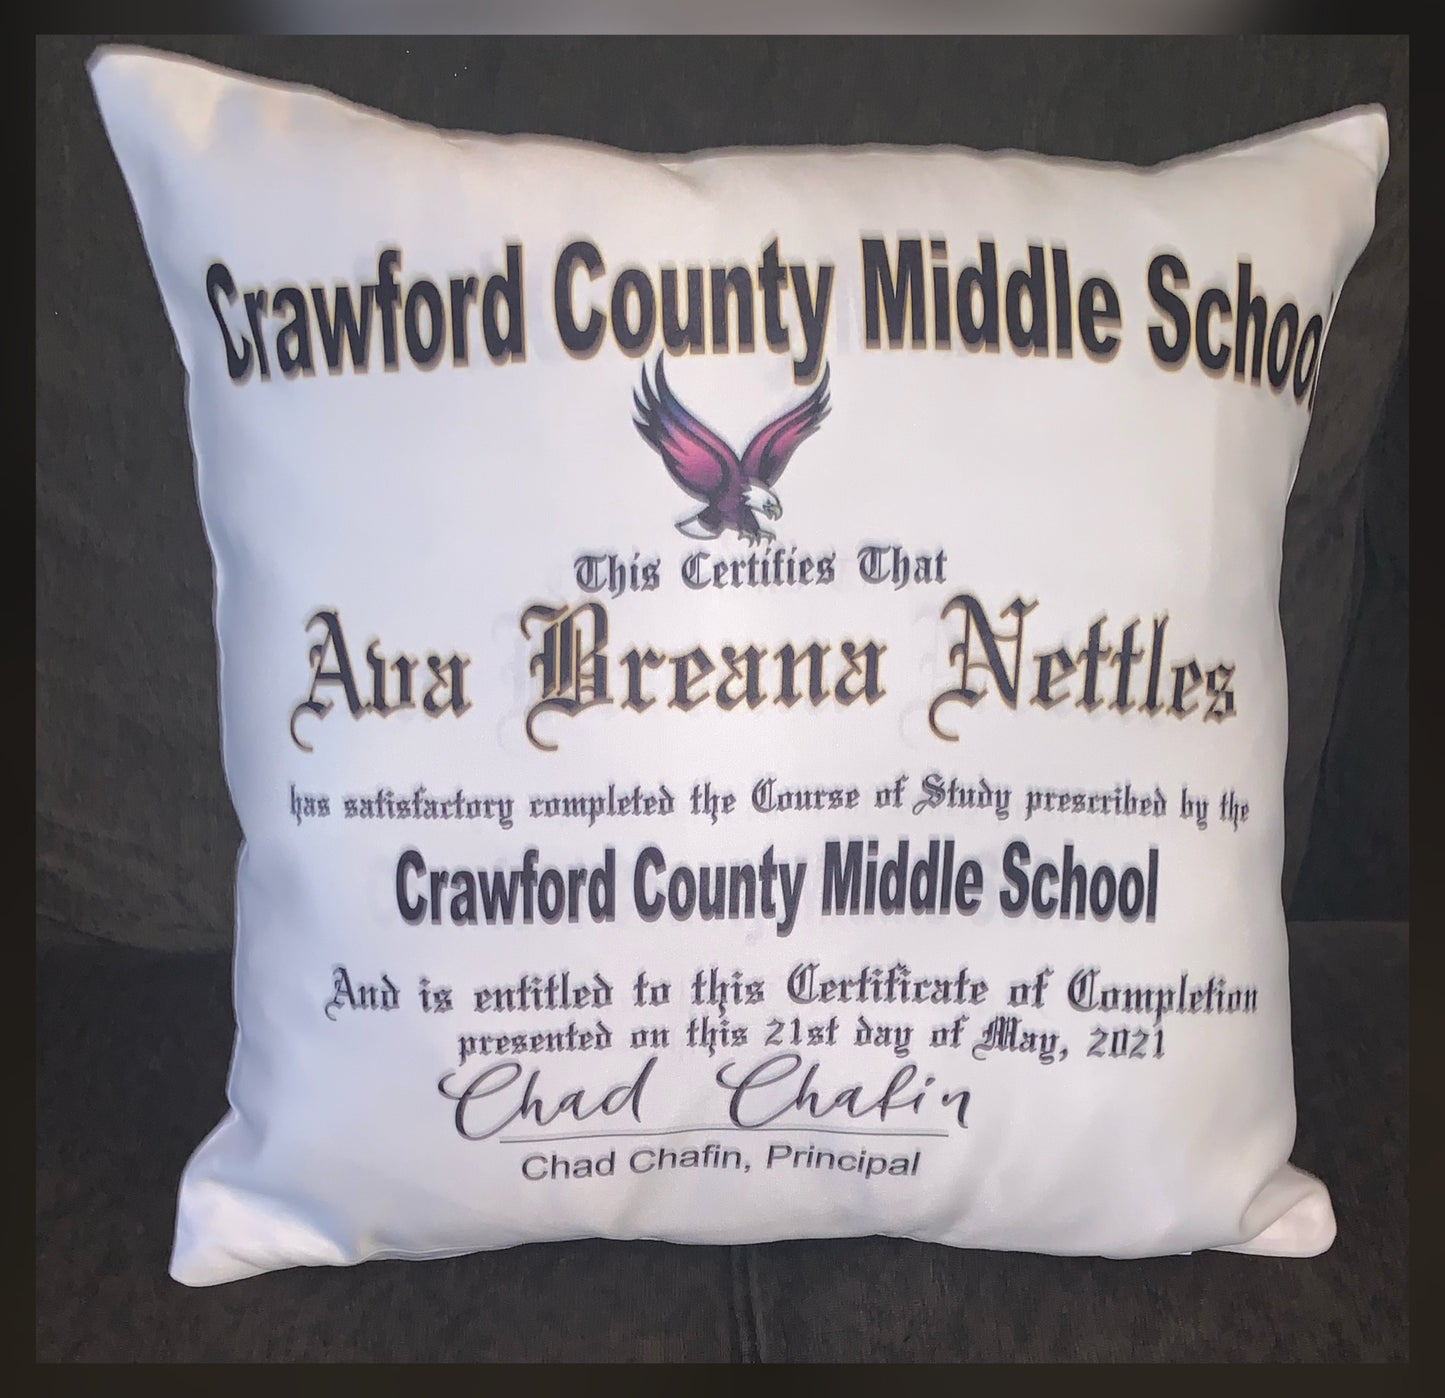 Crawford County Middle School
This Certifies That
Ava Breana Nettles
has satisfactory completed the Course of Study prescribed by the
Crawford County Middle School
And is entitled to this Certificate of Completion
presented on this 21st day of May, 2021
Chad Chafin
Chad Chafin, Principal